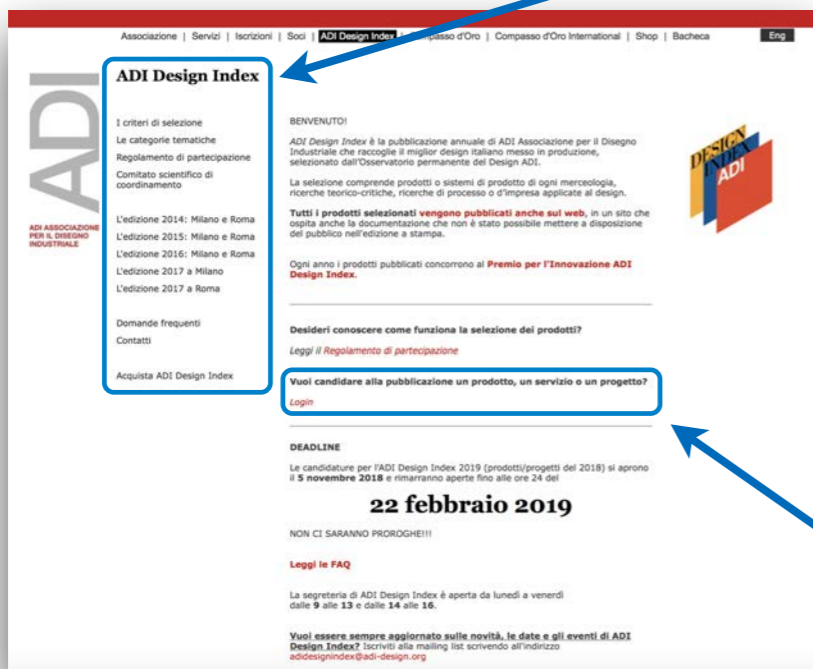 Associazione | Servizi | Iscrizioni | Soci | ADI Design Index | Compasso d'Oro | Compasso d'Oro International | Shop | Bacheca
Eng
ADI
ADI ASSOCIAZIONE
PER IL DISEGNO
INDUSTRIALE
ADI Design Index
I criteri di selezione
Le categorie tematiche
Regolamento di partecipazione
Comitato scientifico di
coordinamento
L'edizione 2014: Milano e Roma
L'edizione 2015: Milano e Roma
L'edizione 2016: Milano e Roma
L'edizione 2017 a Milano
L'edizione 2017 a Roma
Domande frequenti
Contatti
Acquista ADI Design Index
BENVENUTO!
ADI Design Index è la pubblicazione annuale di ADI Associazione per il Disegno
Industriale che raccoglie il miglior design italiano messo in produzione,
selezionato dall'Osservatorio permanente del Design ADI.
La selezione comprende prodotti o sistemi di prodotto di ogni merceologia,
ricerche teorico-critiche, ricerche di processo o d'impresa applicate al design.
Tutti i prodotti selezionati vengono pubblicati anche sul web, in un sito che
ospita anche la documentazione che non è stato possibile mettere a disposizione
del pubblico nell'edizione a stampa.
Ogni anno i prodotti pubblicati concorrono al Premio per l'Innovazione ADI
Design Index.
Desideri conoscere come funziona la selezione dei prodotti?
Leggi il Regolamento di partecipazione
Vuoi candidare alla pubblicazione un prodotto, un servizio o un progetto?
Login
DEADLINE
Le candidature per l'ADI Design Index 2019 (prodotti/progetti del 2018) si aprono
il 5 novembre 2018 e rimarranno aperte fino alle ore 24 del
22 febbraio 2019
NON CI SARANNO PROROGHE!!!
Leggi le FAQ
La segreteria di ADI Design Index è aperta da lunedì a venerdì
dalle 9 alle 13 e dalle 14 alle 16.
Vuoi essere sempre aggiornato sulle novità, le date e gli eventi di ADI
Design Index? Iscriviti alla mailing list scrivendo all'indirizzo
adidesignindex@adi-design.org
DESIGN
INDEX
ADI